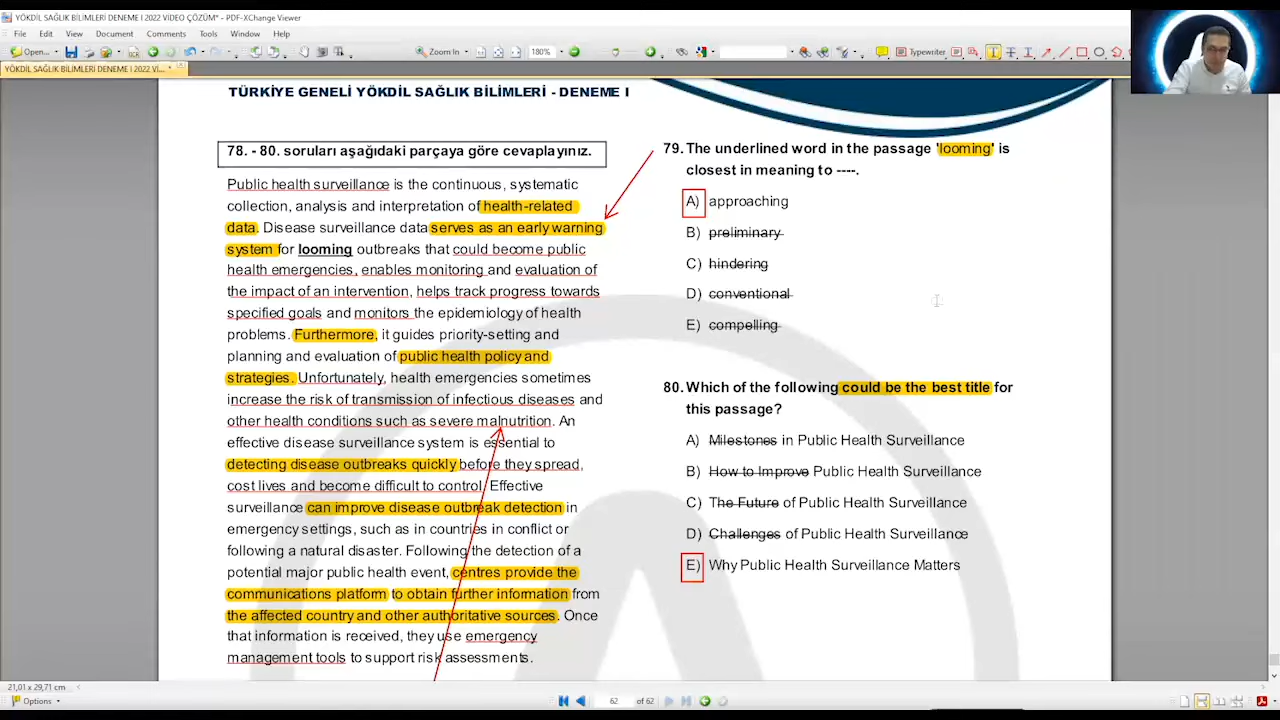 YÖKDİL SAĞLIK BİLİMLERİ DENEME I 2022 VİDEO ÇÖZÜM* - PDF-XChange Viewer
File Edit View Document Comments Tools Window Help
Open... Zoom In 180% Typewriter
YÖKDİL SAĞLIK BİLİMLERİ DENEME I 2022 Vİ... *
TÜRKİYE GENELİ YÖKDİL SAĞLIK BİLİMLERİ - DENEME I
78. - 80. soruları aşağıdaki parçaya göre cevaplayınız.
Public health surveillance is the continuous, systematic
collection, analysis and interpretation of health-related
data. Disease surveillance data serves as an early warning
system for looming outbreaks that could become public
health emergencies, enables monitoring and evaluation of
the impact of an intervention, helps track progress towards
specified goals and monitors the epidemiology of health
problems. Furthermore, it guides priority-setting and
planning and evaluation of public health policy and
strategies. Unfortunately, health emergencies sometimes
increase the risk of transmission of infectious diseases and
other health conditions such as severe malnutrition. An
effective disease surveillance system is essential to
detecting disease outbreaks quickly before they spread,
cost lives and become difficult to control. Effective
surveillance can improve disease outbreak detection in
emergency settings, such as in countries in conflict or
following a natural disaster. Following the detection of a
potential major public health event, centres provide the
communications platform to obtain further information from
the affected country and other authoritative sources. Once
that information is received, they use emergency
management tools to support risk assessments.
79. The underlined word in the passage 'looming' is
closest in meaning to ----.
A) approaching
B) preliminary
C) hindering
D) conventional
E) compelling
80. Which of the following could be the best title for
this passage?
A) Milestones in Public Health Surveillance
B) How to Improve Public Health Surveillance
C) The Future of Public Health Surveillance
D) Challenges of Public Health Surveillance
E) Why Public Health Surveillance Matters
21,01 x 29,71 cm
Options 62 of 62